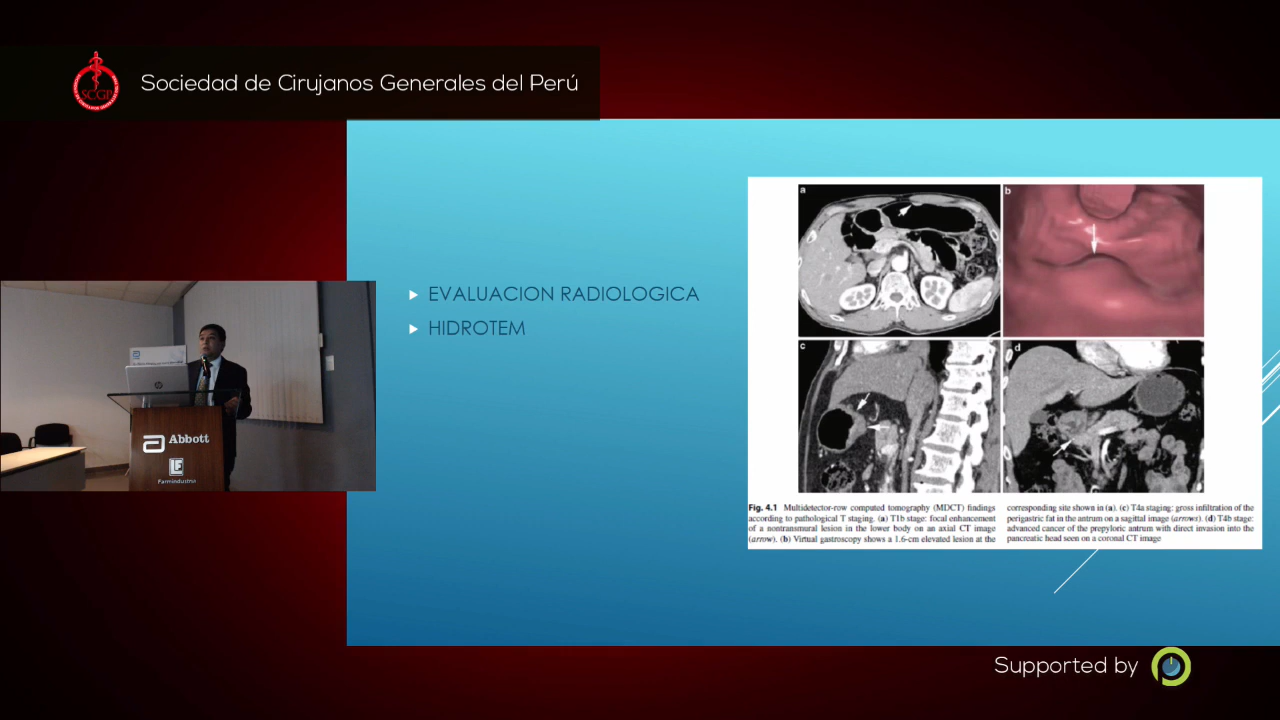 Sociedad de Cirujanos Generales del Perú
SCGP
EVALUACION RADIOLOGICA
HIDROTEM
a
b
c
d
Fig. 4.1 Multidetector-row computed tomography (MDCT) findings
according to pathological T staging. (a) T1b stage: focal enhancement
of a nontransmural lesion in the lower body on an axial CT image
(arrow). (b) Virtual gastroscopy shows a 1.6-cm elevated lesion at the
corresponding site shown in (a). (c) T4a staging: gross infiltration of the
perigastric fat in the antrum on a sagittal image (arrows). (d) T4b stage:
advanced cancer of the prepyloric antrum with direct invasion into the
pancreatic head seen on a coronal CT image
hp
Abbott
Farmindustria
Supported by